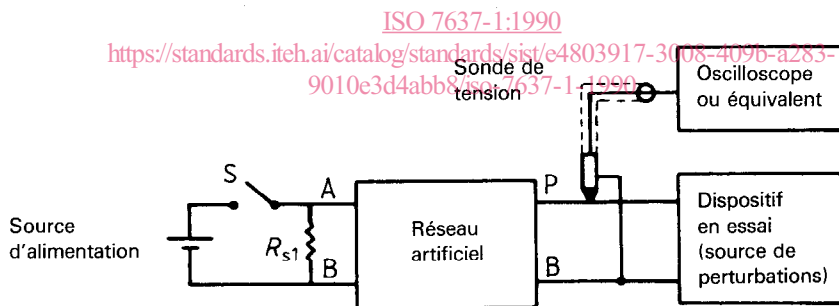 ISO 7637-1:1990
https://standards.iteh.ai/catalog/standards/sist/e4803917-3008-409b-a283-
9010e3d4abb8/iso-7637-1-1990
Sonde de
tension
Oscilloscope
ou équivalent
S
A
P
Source
d'alimentation
Rs1
Réseau
artificiel
Dispositif
en essai
(source de
perturbations)
B
B